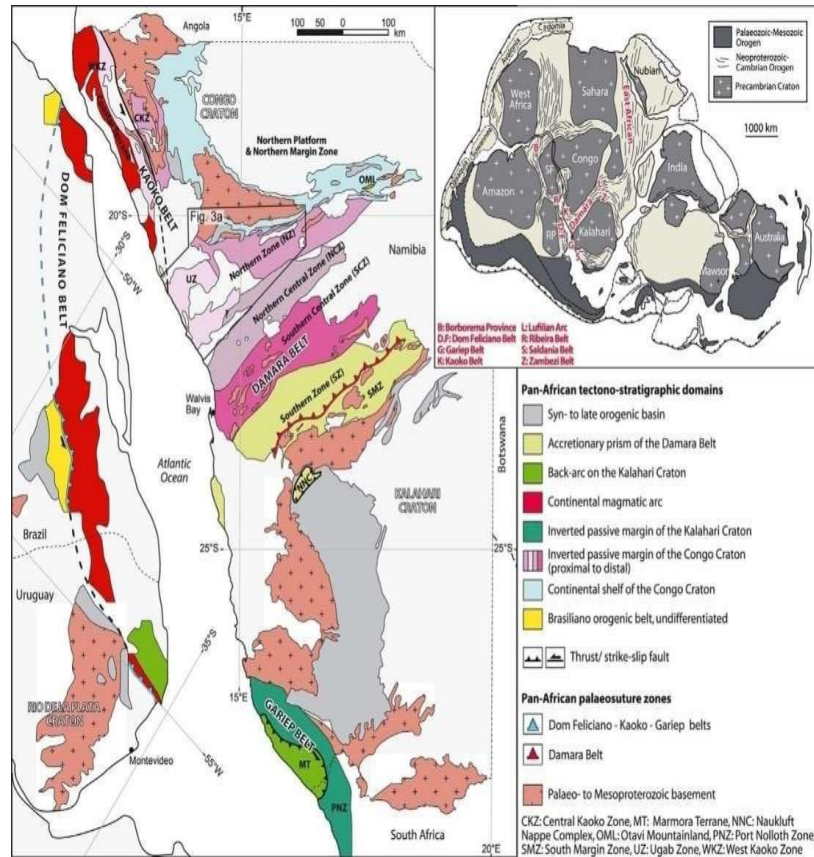 15°E
100 50 0 100
km
Angola
WKZ
CKZ
CONGO
CRATON
Northern Platform
& Northern Margin Zone
OML
KAOKO BELT
DOM FELICIANO BELT
20°S
-30°S
-50°W
Fig. 3a
Namibia
UZ
Northern Zone (NZ)
Northern Central Zone (NCZ)
Southern Central Zone (SCZ)
DAMARA BELT
Southern Zone (SZ)
SMZ
Walvis
Bay
Atlantic
Ocean
Botswana
NNC
KALAHARI
CRATON
Brazil
25°S
25°S
20°E
Uruguay
-35°S
15°E
RIO DE LA PLATA
CRATON
GARIEP BELT
MT
PNZ
Montevideo
-55°W
South Africa
20°E
Cadomia
Avalonia
West
Africa
Sahara
Nubian
East African
Amazon
SF
Congo
India
Damara
Kalahari
RP
Australia
Mawson
Palaeozoic-Mesozoic
Orogen
Neoproterozoic-
Cambrian Orogen
Precambrian Craton
1000 km
B: Borborema Province L: Lufilian Arc
D.F: Dom Feliciano Belt R: Ribeira Belt
G: Gariep Belt S: Saldania Belt
K: Kaoko Belt Z: Zambezi Belt
Pan-African tectono-stratigraphic domains
Syn- to late orogenic basin
Accretionary prism of the Damara Belt
Back-arc on the Kalahari Craton
Continental magmatic arc
Inverted passive margin of the Kalahari Craton
Inverted passive margin of the Congo Craton
(proximal to distal)
Continental shelf of the Congo Craton
Brasiliano orogenic belt, undifferentiated
Thrust/ strike-slip fault
Pan-African palaeosuture zones
Dom Feliciano - Kaoko - Gariep belts
Damara Belt
Palaeo- to Mesoproterozoic basement
CKZ: Central Kaoko Zone, MT: Marmora Terrane, NNC: Naukluft
Nappe Complex, OML: Otavi Mountainland, PNZ: Port Nolloth Zone,
SMZ: South Margin Zone, UZ: Ugab Zone, WKZ: West Kaoko Zone